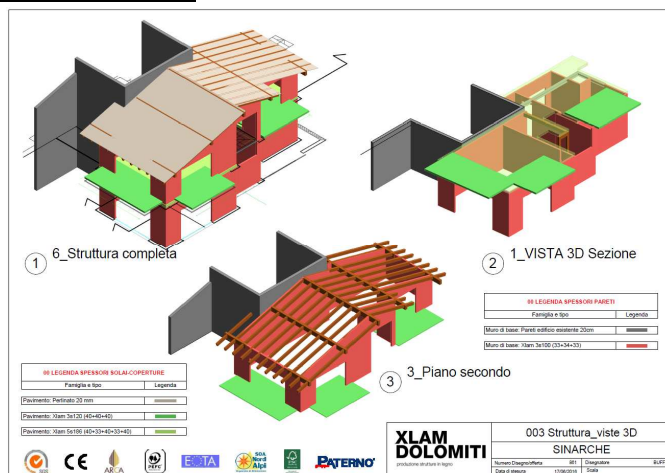 1 6_Struttura completa
2 1_VISTA 3D Sezione
3 3_Piano secondo
00 LEGENDA SPESSORI PARETI
Famiglia e tipo Legenda
Muro di base: Pareti edificio esistente 20cm
Muro di base: Xlam 3s100 (33+34+33)
00 LEGENDA SPESSORI SOLAI-COPERTURE
Famiglia e tipo Legenda
Pavimento: Perlinato 20 mm
Pavimento: Xlam 3s120 (40+40+40)
Pavimento: Xlam 5s186 (40+33+40+33+40)
CE
ARCA
PEFC
EOTA
SOA
Nord
Alpi
FSC
PATERNO'
XLAM
DOLOMITI
produzione strutture in legno
003 Struttura_viste 3D
SINARCHE
Numero Disegno/offerta Disegnatore BUFF
Data di stesura Scala